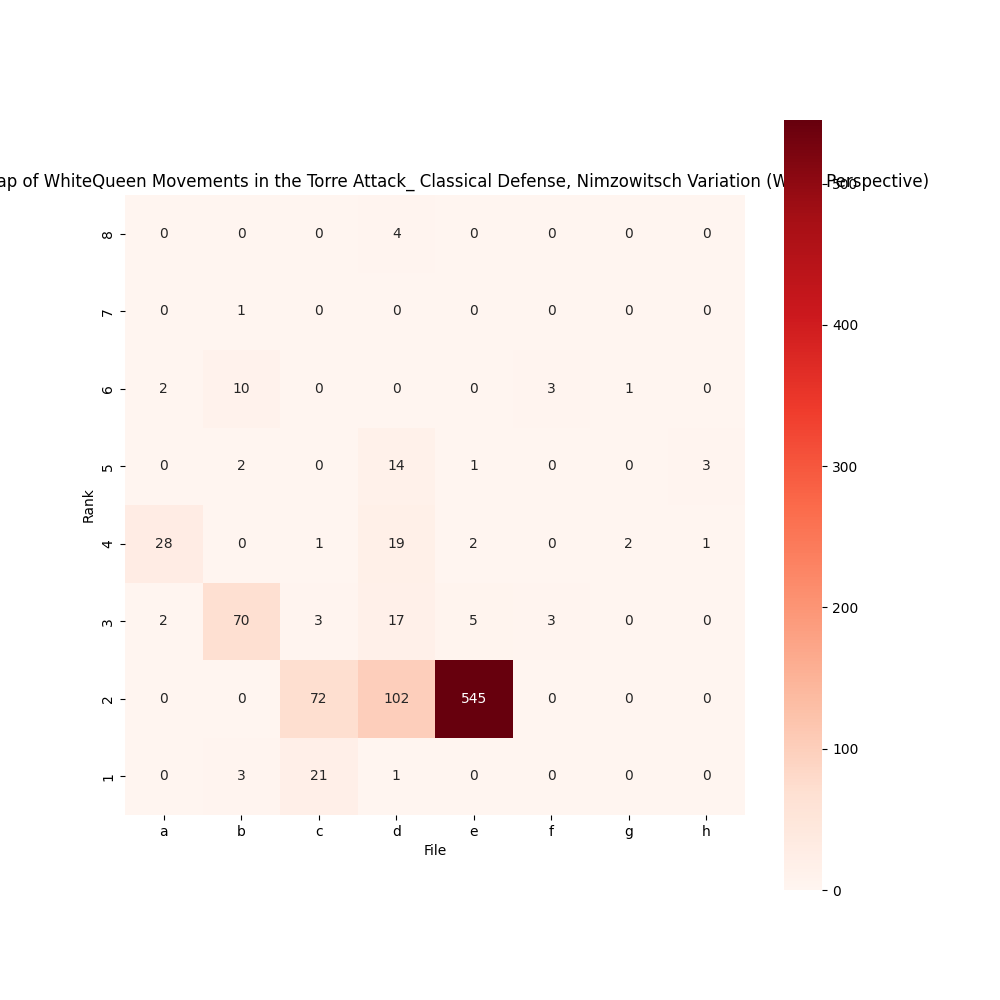 ap of WhiteQueen Movements in the Torre Attack_ Classical Defense, Nimzowitsch Variation (W Perspective)
8 0 0 0 4 0 0 0 0
7 0 1 0 0 0 0 0 0
6 2 10 0 0 0 3 1 0
5 0 2 0 14 1 0 0 3
4 28 0 1 19 2 0 2 1
3 2 70 3 17 5 3 0 0
2 0 0 72 102 545 0 0 0
1 0 3 21 1 0 0 0 0
a b c d e f g h
File
Rank
500
400
300
200
100
0